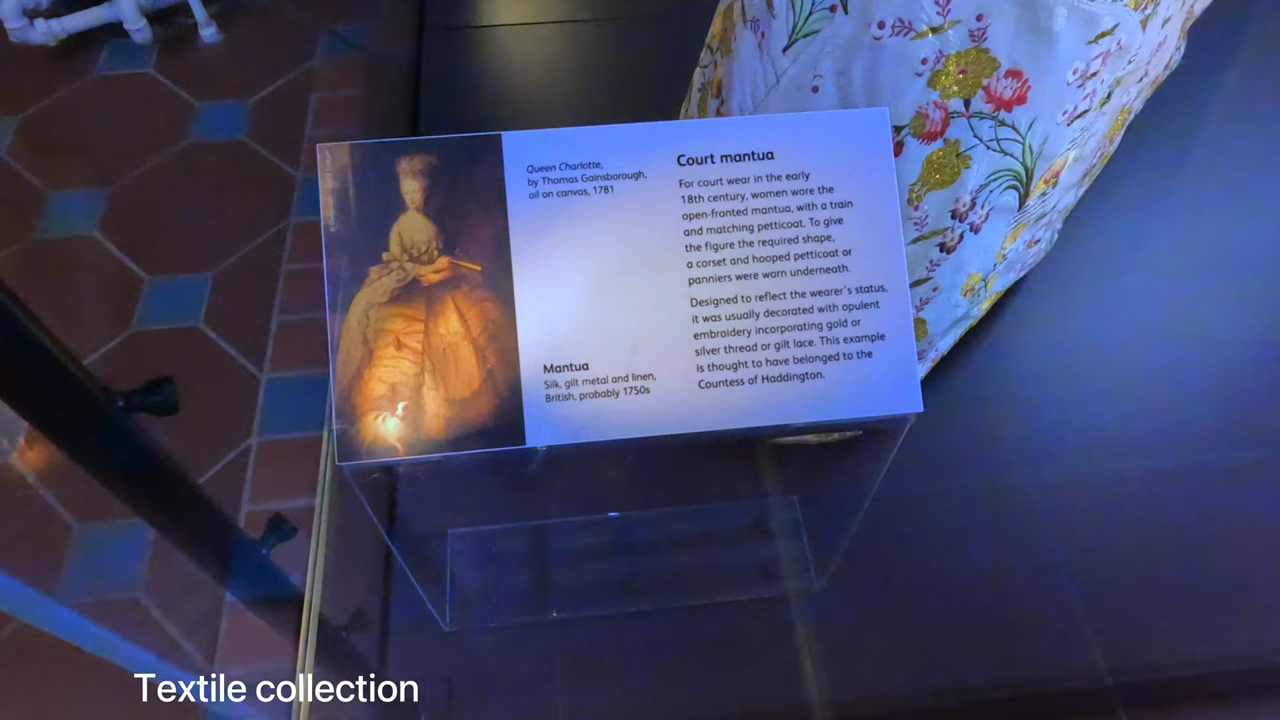 Queen Charlotte,
by Thomas Gainsborough,
oil on canvas, 1781
Mantua
Silk, gilt metal and linen,
British, probably 1750s
Court mantua
For court wear in the early
18th century, women wore the
open-fronted mantua, with a train
and matching petticoat. To give
the figure the required shape,
a corset and hooped petticoat or
panniers were worn underneath.
Designed to reflect the wearer's status,
it was usually decorated with opulent
embroidery incorporating gold or
silver thread or gilt lace. This example
is thought to have belonged to the
Countess of Haddington.
Textile collection